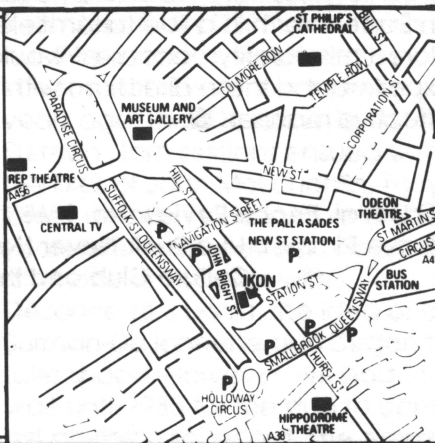 ST PHILIP'S
CATHEDRAL
BULL ST
COLMORE ROW
TEMPLE ROW
MUSEUM AND
ART GALLERY
CORPORATION ST
PARADISE CIRCUS
REP THEATRE
A456
NEW ST
HILL ST
CENTRAL TV
SUFFOLK ST QUEENSWAY
NAVIGATION STREET
THE PALLASADES
NEW ST STATION
ODEON
THEATRE
ST MARTIN'S
CIRCUS
P
P
P
JOHN BRIGHT ST
IKON
STATION ST
BUS
STATION
SMALLBROOK QUEENSWAY
P
P
P
P
HURST ST
HOLLOWAY
CIRCUS
HIPPODROME
THEATRE
A38